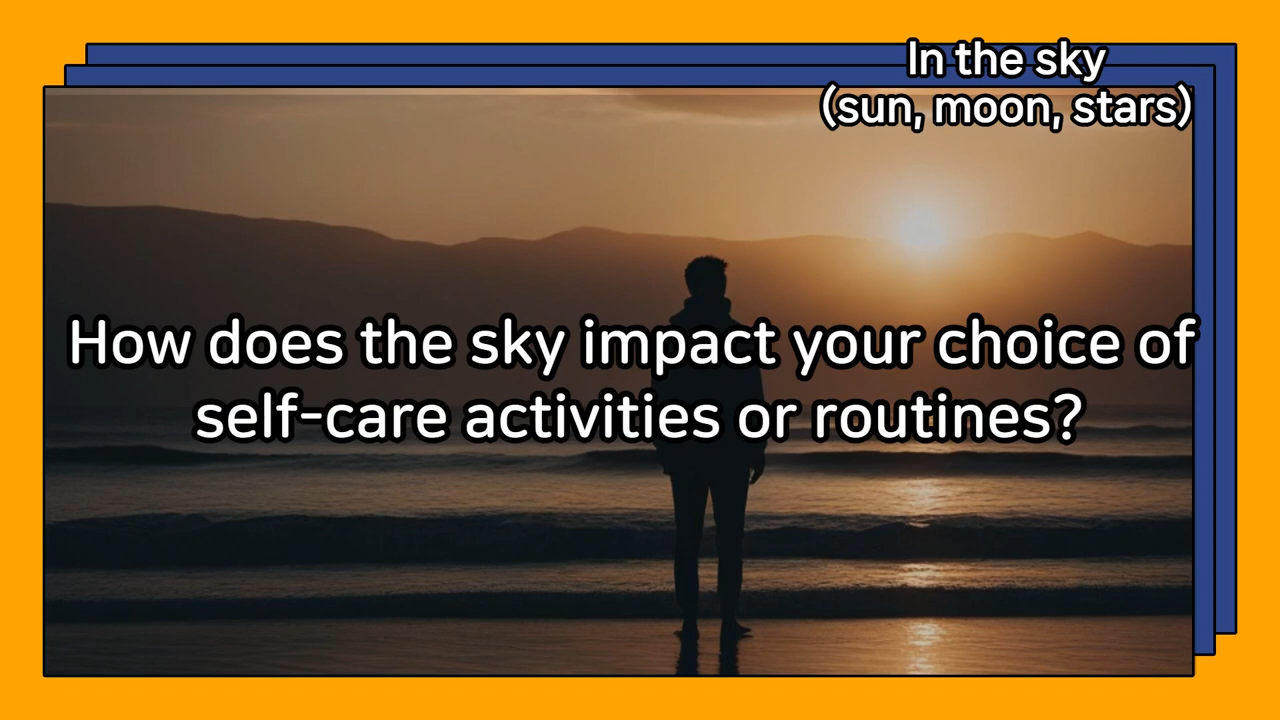 In the sky
(sun, moon, stars)
How does the sky impact your choice of
self-care activities or routines?